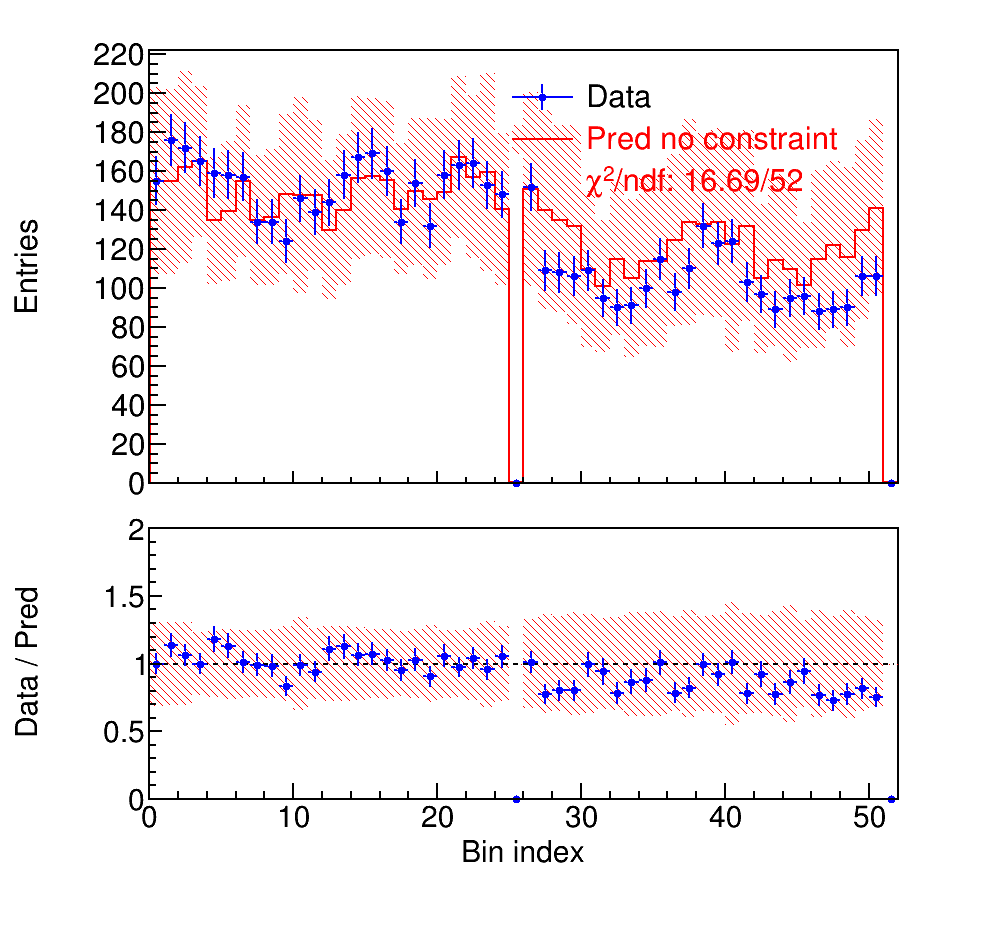 220
200
180
160
140
120
100
80
60
40
20
0
Entries
Data
Pred no constraint
χ²/ndf: 16.69/52
2
1.5
1
0.5
0
Data / Pred
0 10 20 30 40 50
Bin index